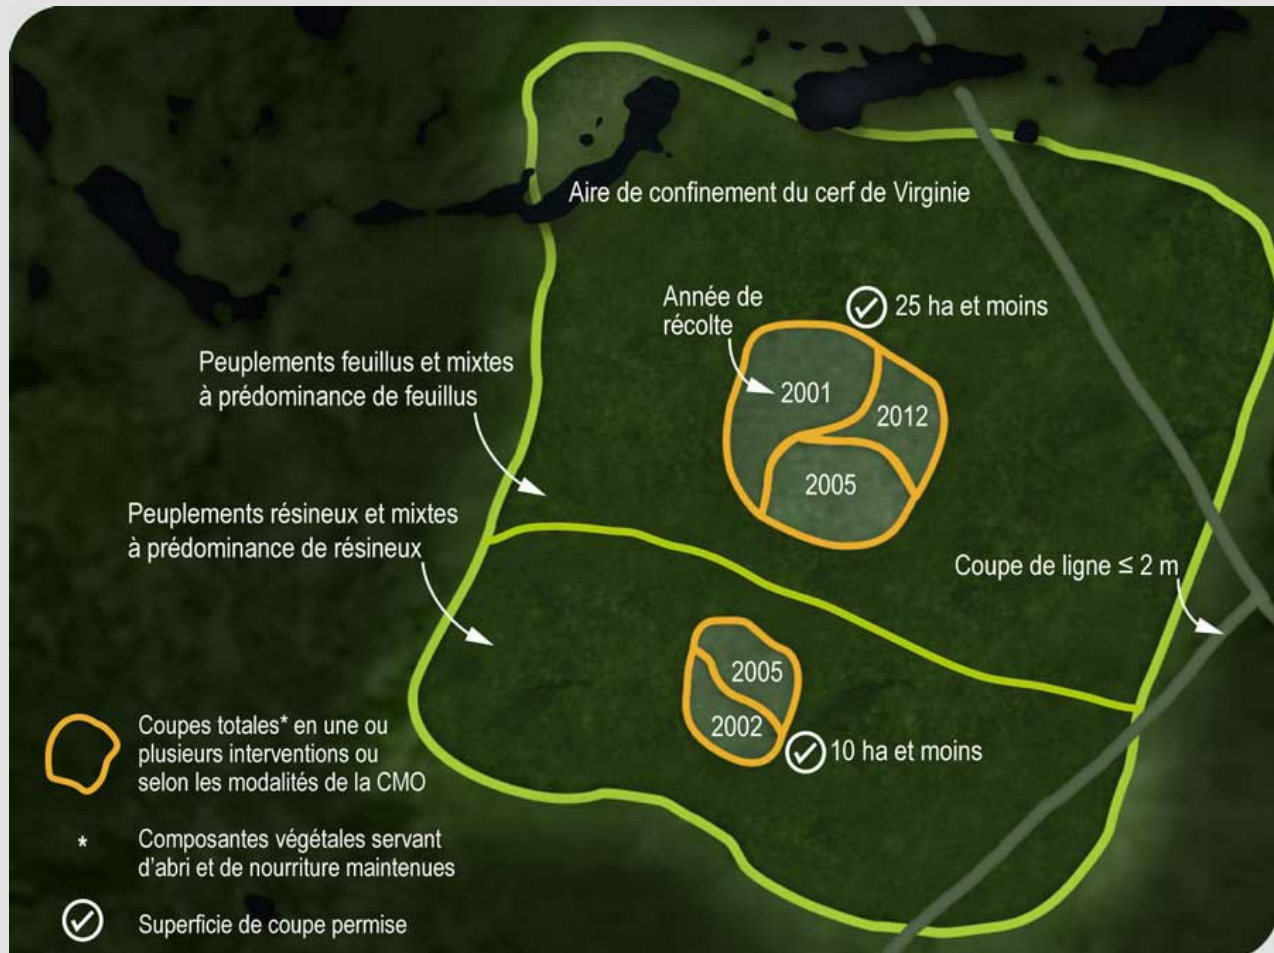 Aire de confinement du cerf de Virginie
Année de
récolte
25 ha et moins
2001
2012
2005
Peuplements feuillus et mixtes
à prédominance de feuillus
Peuplements résineux et mixtes
à prédominance de résineux
Coupe de ligne ≤ 2 m
2005
2002
10 ha et moins
Coupes totales* en une ou
plusieurs interventions ou
selon les modalités de la CMO
* Composantes végétales servant
d'abri et de nourriture maintenues
Superficie de coupe permise